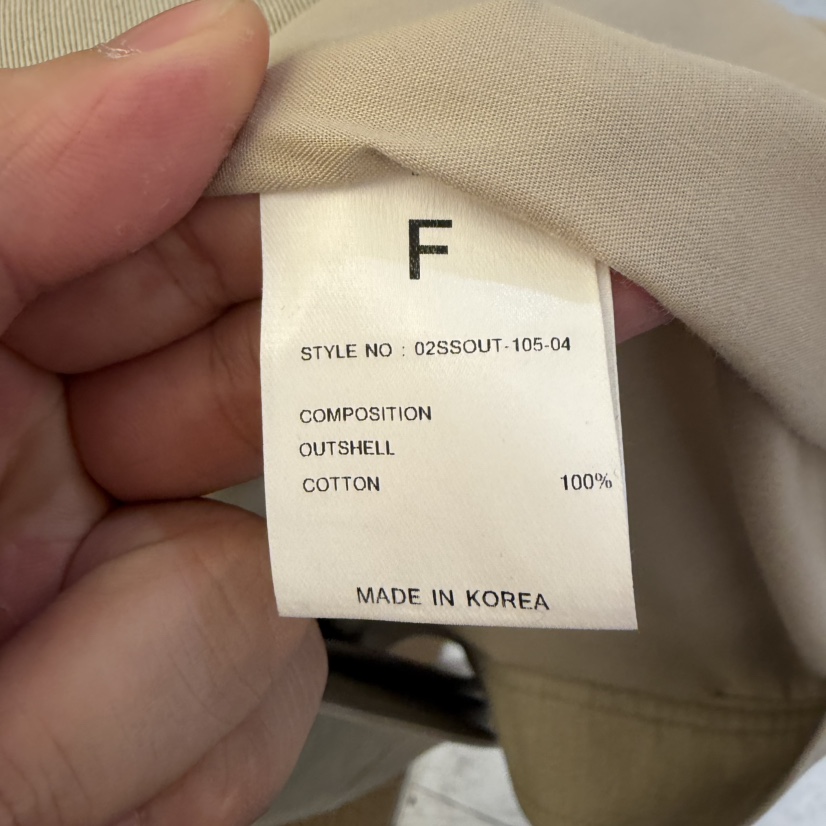 F
STYLE NO : 02SSOUT-105-04
COMPOSITION
OUTSHELL
COTTON 100%
MADE IN KOREA